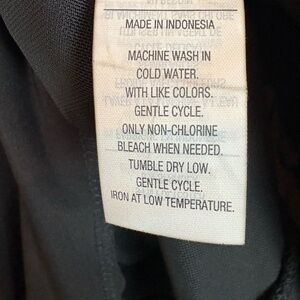 MADE IN INDONESIA
MACHINE WASH IN
COLD WATER.
WITH LIKE COLORS.
GENTLE CYCLE.
ONLY NON-CHLORINE
BLEACH WHEN NEEDED.
TUMBLE DRY LOW.
GENTLE CYCLE.
IRON AT LOW TEMPERATURE.